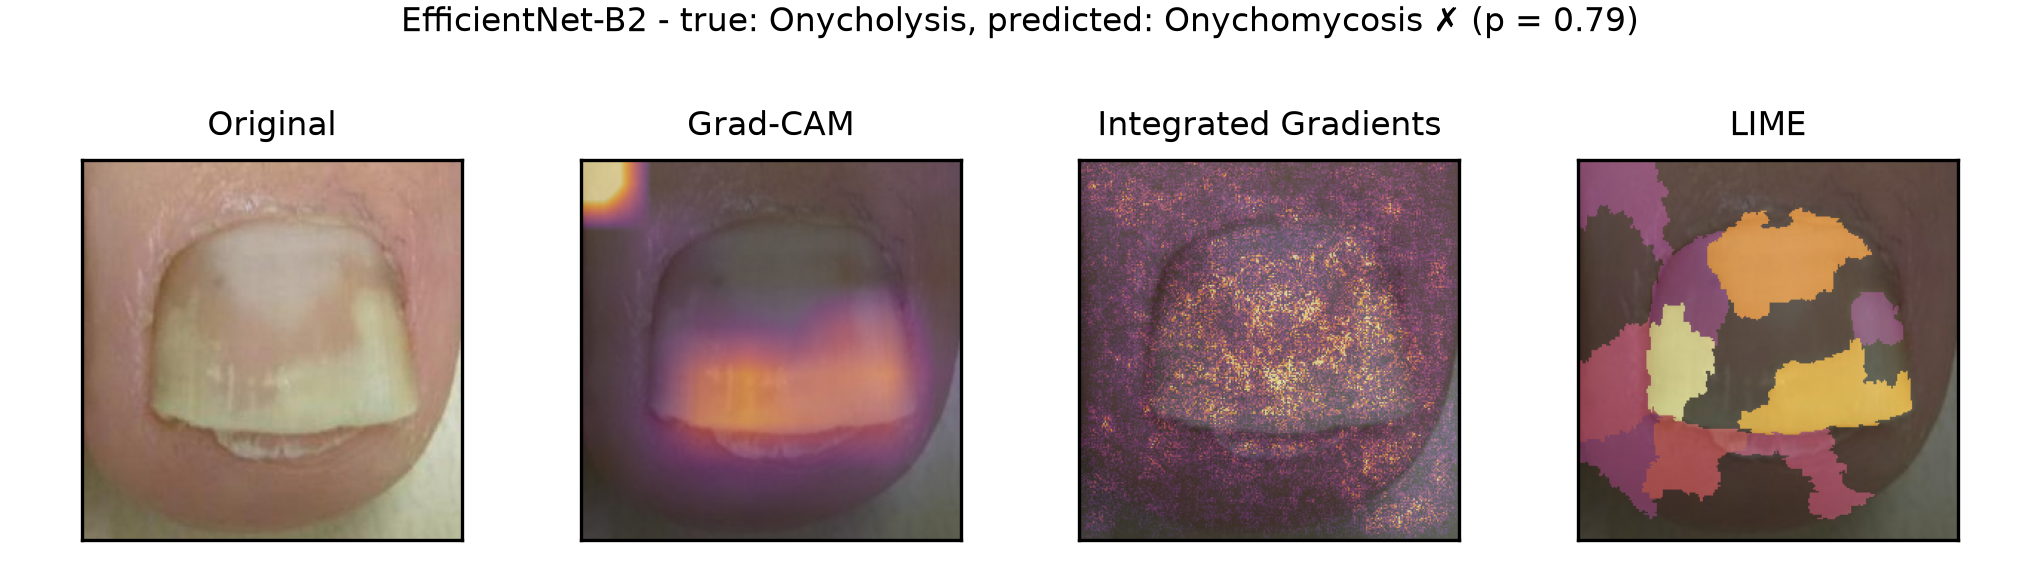 EfficientNet-B2 - true: Onycholysis, predicted: Onychomycosis ✗ (p = 0.79)
Original
Grad-CAM
Integrated Gradients
LIME